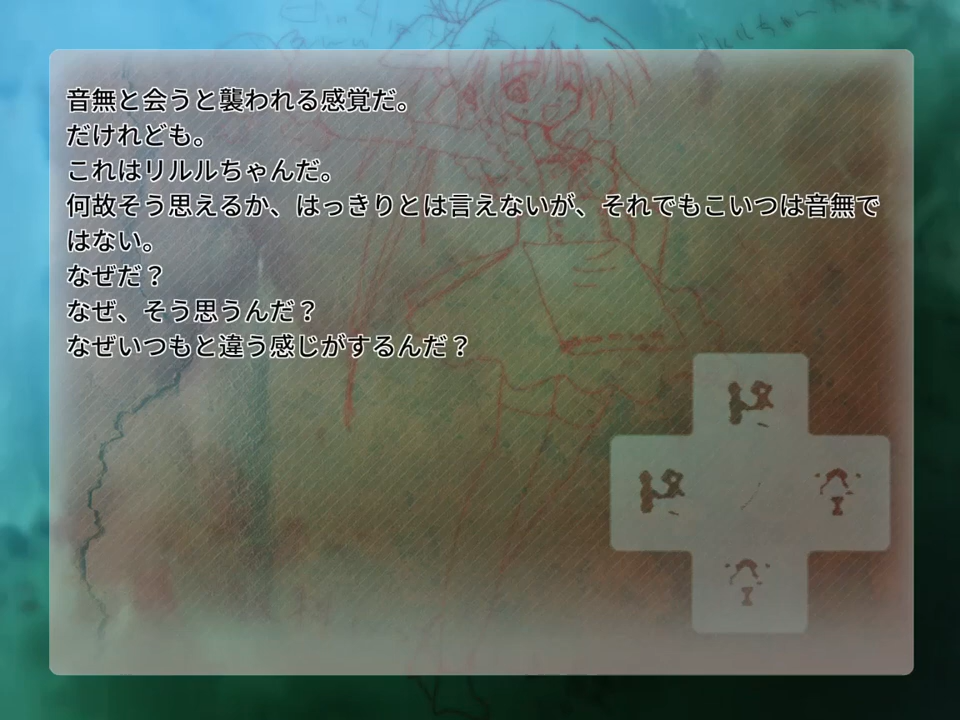 音無と会うと襲われる感覚だ。
だけれども。
これはリルルちゃんだ。
何故そう思えるか、はっきりとは言えないが、それでもこいつは音無で
はない。
なぜだ？
なぜ、そう思うんだ？
なぜいつもと違う感じがするんだ？